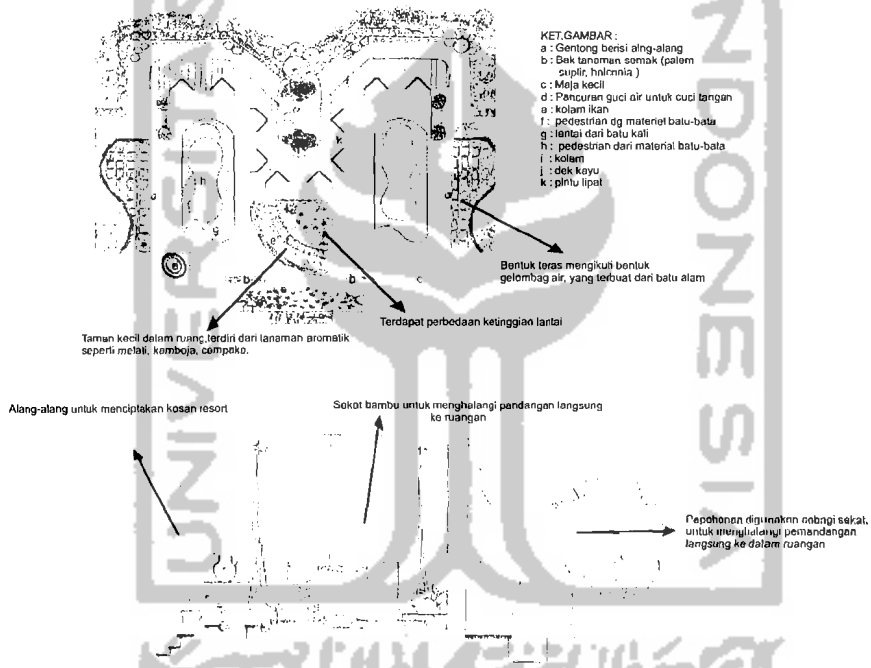 KET.GAMBAR :
a : Gentong berisi alng-alang
b : Bak tanaman semak (palem
suplir, )
c : Meja kecil
d : Pancuran guci air untuk cuci tangan
e : kolam ikan
f : pedestrian dg materiel batu-bata
g : lantai dari batu kali
h : pedestrian dari material batu-bata
i : kolam
j : dek kayu
k : pintu lipat
k
h
g
e
b
b
c
Bentuk teras mengikuti bentuk
gelombag air, yang terbuat dari batu alam
Terdapat perbedaan ketinggian lantai
Taman kecil dalam ruang,terdiri dari tanaman aromatik
seperti melati, kamboja, cempaka.
Alang-alang untuk menciptakan kesan resort
Sekat bambu untuk menghalangi pandangan langsung
ke ruangan
Pepohonan digunakan sebagi sekat,
untuk menghalangi pemandangan
langsung ke dalam ruangan
UNIVERSITAS
INDONESIA